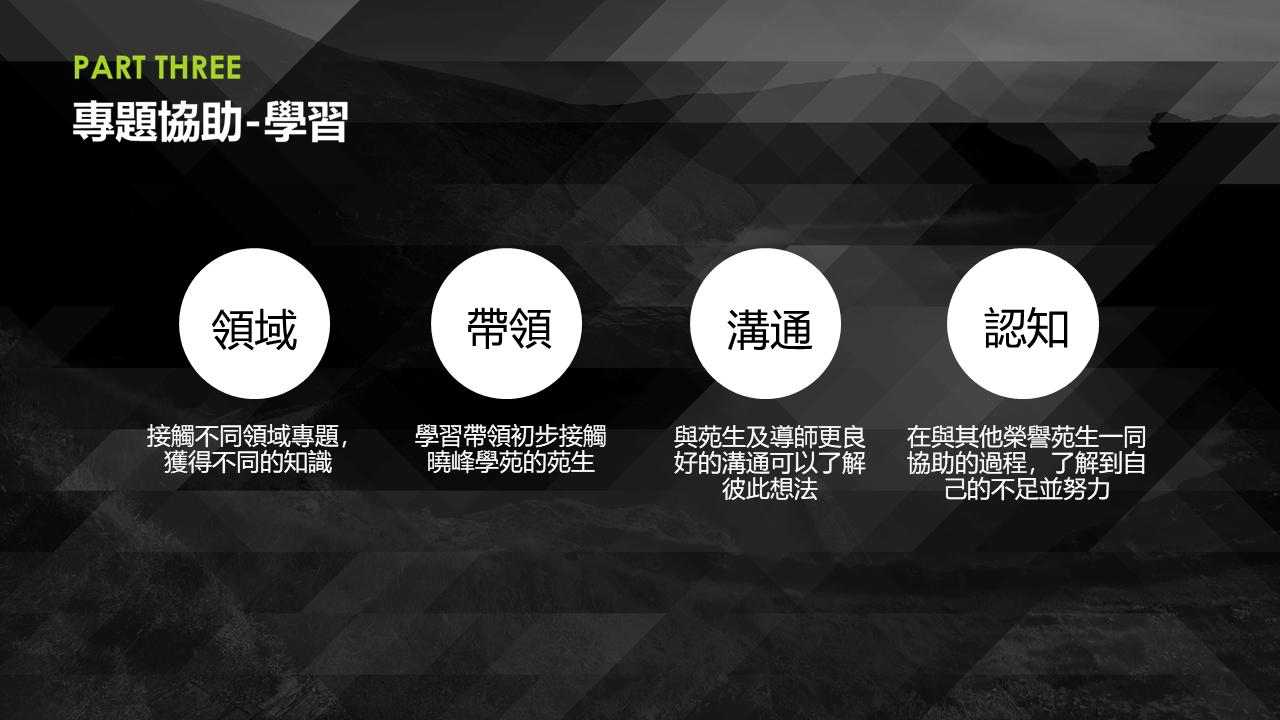 PART THREE
專題協助-學習
領域
帶領
溝通
認知
接觸不同領域專題，
獲得不同的知識
學習帶領初步接觸
曉峰學苑的苑生
與苑生及導師更良
好的溝通可以了解
彼此想法
在與其他榮譽苑生一同
協助的過程，了解到自
己的不足並努力